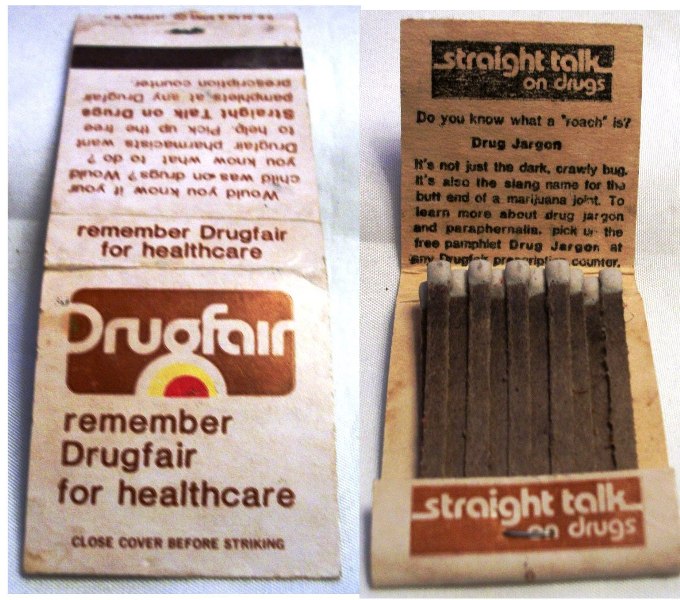 Would you know if your
child was on drugs? Would
you know what to do?
Drugfair pharmacists want
to help. Pick up the free
Straight Talk on Drugs
pamphlets at any Drugfair
prescription counter.
remember Drugfair
for healthcare
Drugfair
remember
Drugfair
for healthcare
CLOSE COVER BEFORE STRIKING
straight talk
on drugs
Do you know what a "roach" is?
Drug Jargon
It's not just the dark, crawly bug.
It's also the slang name for the
butt end of a marijuana joint. To
learn more about drug jargon
and paraphernalia, pick up the
free pamphlet Drug Jargon at
any Drugfair prescription counter.
straight talk
on drugs